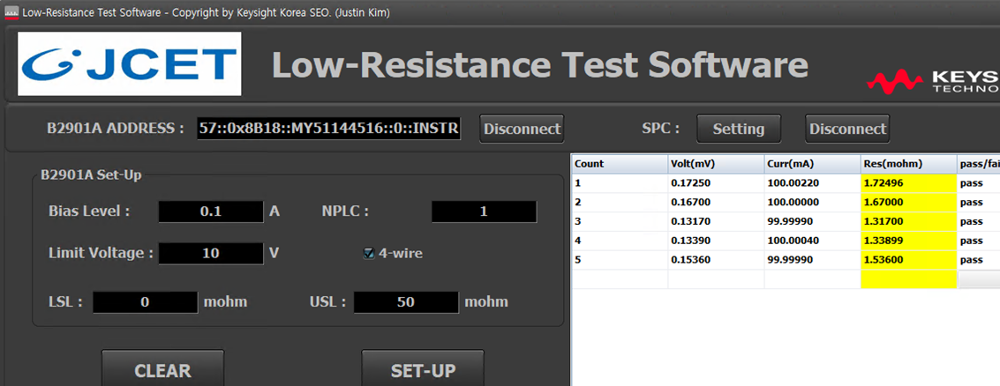 Low-Resistance Test Software - Copyright by Keysight Korea SEO. (Justin Kim)
JCET
Low-Resistance Test Software
KEYS
TECHNO
B2901A ADDRESS : 57::0x8B18::MY51144516::0::INSTR Disconnect SPC : Setting Disconnect
B2901A Set-Up
Bias Level : 0.1 A NPLC : 1
Limit Voltage : 10 V 4-wire
LSL : 0 mohm USL : 50 mohm
CLEAR SET-UP
Count Volt(mV) Curr(mA) Res(mohm) pass/fai
1 0.17250 100.00220 1.72496 pass
2 0.16700 100.00000 1.67000 pass
3 0.13170 99.99990 1.31700 pass
4 0.13390 100.00040 1.33899 pass
5 0.15360 99.99990 1.53600 pass